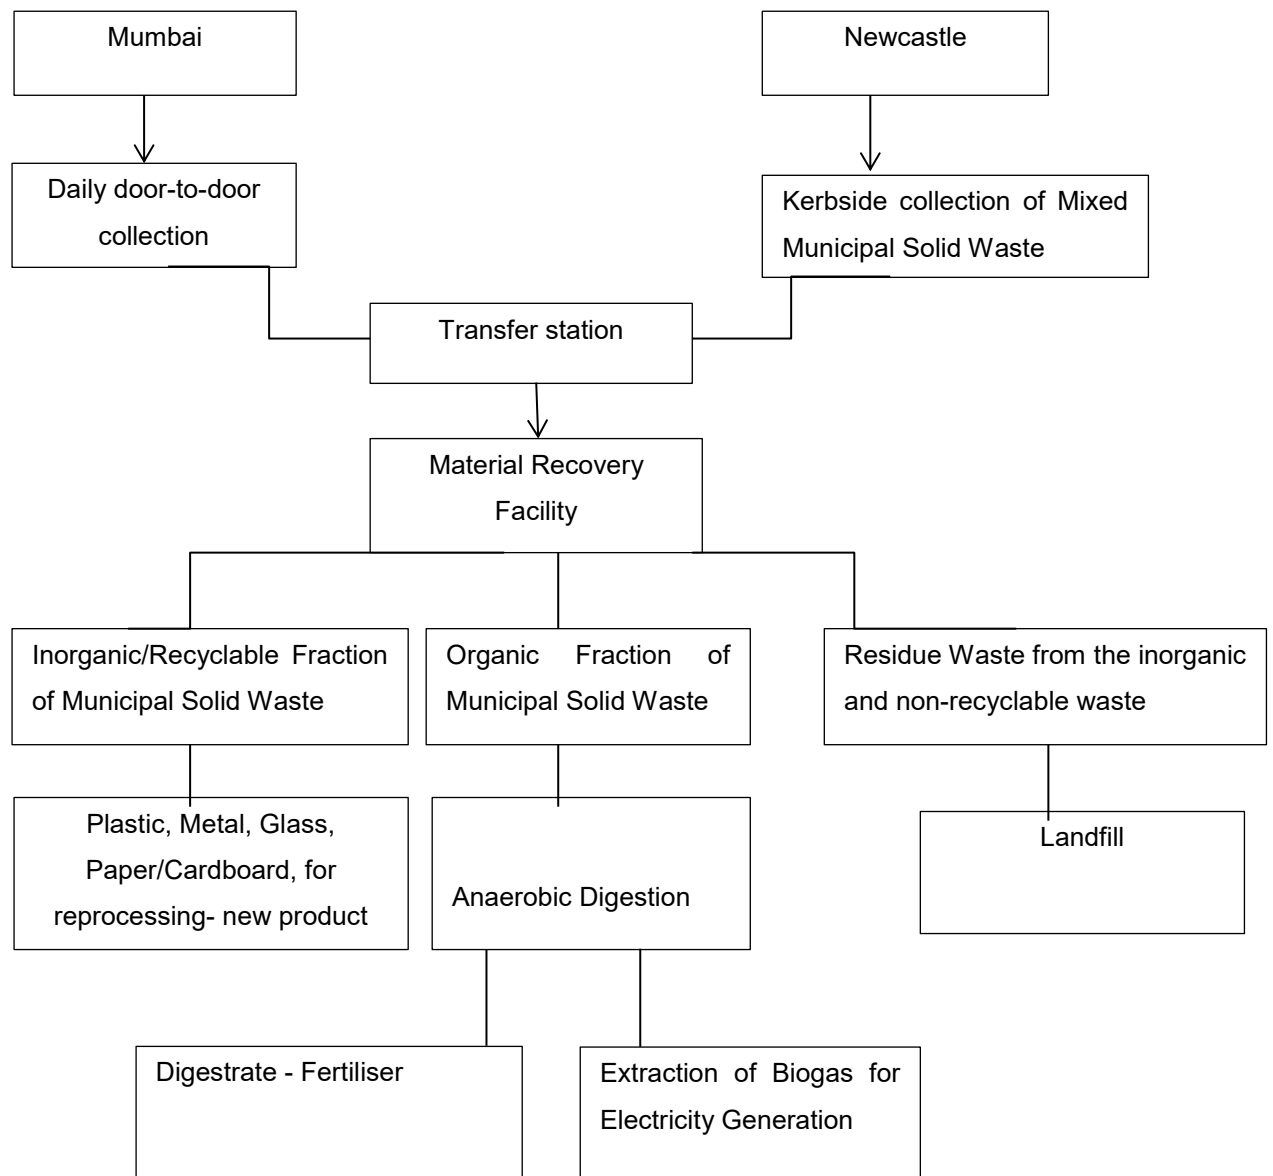 Mumbai
Newcastle
Daily door-to-door
collection
Kerbside collection of Mixed
Municipal Solid Waste
Transfer station
Material Recovery
Facility
Inorganic/Recyclable Fraction
of Municipal Solid Waste
Organic Fraction of
Municipal Solid Waste
Residue Waste from the inorganic
and non-recyclable waste
Plastic, Metal, Glass,
Paper/Cardboard, for
reprocessing- new product
Anaerobic Digestion
Landfill
Digestrate - Fertiliser
Extraction of Biogas for
Electricity Generation